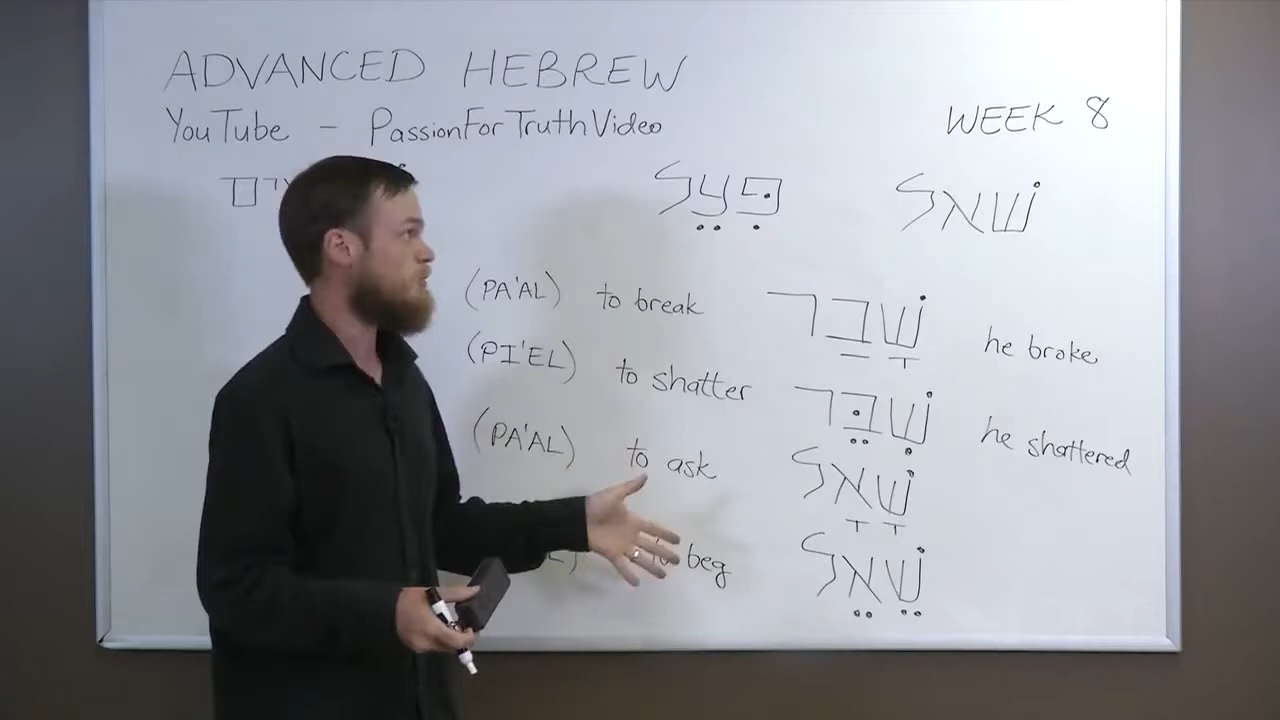 ADVANCED HEBREW
YouTube - PassionForTruthVideo
WEEK 8
פִּעֵל שׁאל
(PA'AL) to break שָׁבַר he broke
(PI'EL) to shatter שִׁבֵּר he shattered
(PA'AL) to ask שָׁאָל
beg שֵׁאֵל